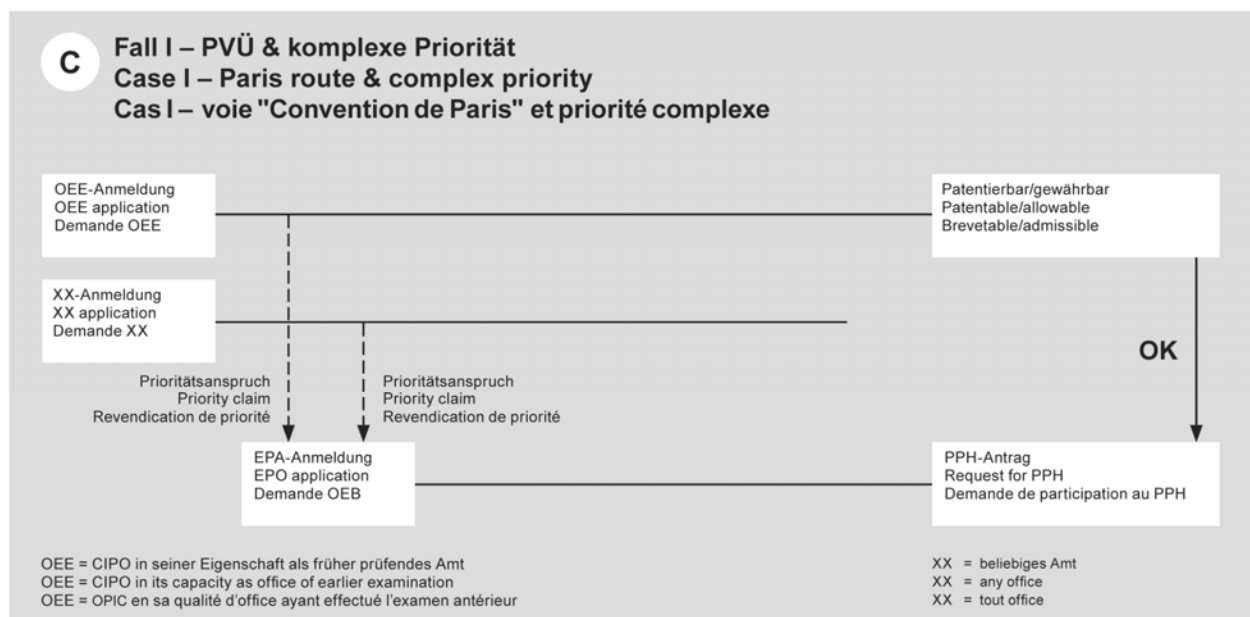 C
Fall I – PVÜ & komplexe Priorität
Case I – Paris route & complex priority
Cas I – voie "Convention de Paris" et priorité complexe
OEE-Anmeldung
OEE application
Demande OEE
Patentierbar/gewährbar
Patentable/allowable
Brevetable/admissible
XX-Anmeldung
XX application
Demande XX
OK
Prioritätsanspruch
Priority claim
Revendication de priorité
Prioritätsanspruch
Priority claim
Revendication de priorité
EPA-Anmeldung
EPO application
Demande OEB
PPH-Antrag
Request for PPH
Demande de participation au PPH
OEE = CIPO in seiner Eigenschaft als früher prüfendes Amt
OEE = CIPO in its capacity as office of earlier examination
OEE = OPIC en sa qualité d'office ayant effectué l'examen antérieur
XX = beliebiges Amt
XX = any office
XX = tout office